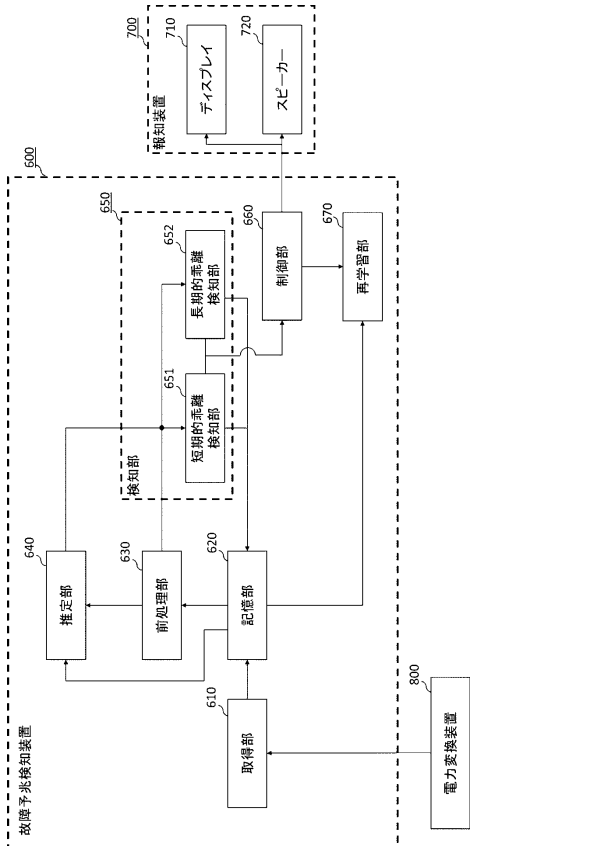 故障予兆検知装置
600
取得部
610
記憶部
620
前処理部
630
推定部
640
検知部
650
短期的乖離
検知部
651
長期的乖離
検知部
652
制御部
660
再学習部
670
報知装置
700
ディスプレイ
710
スピーカー
720
電力変換装置
800